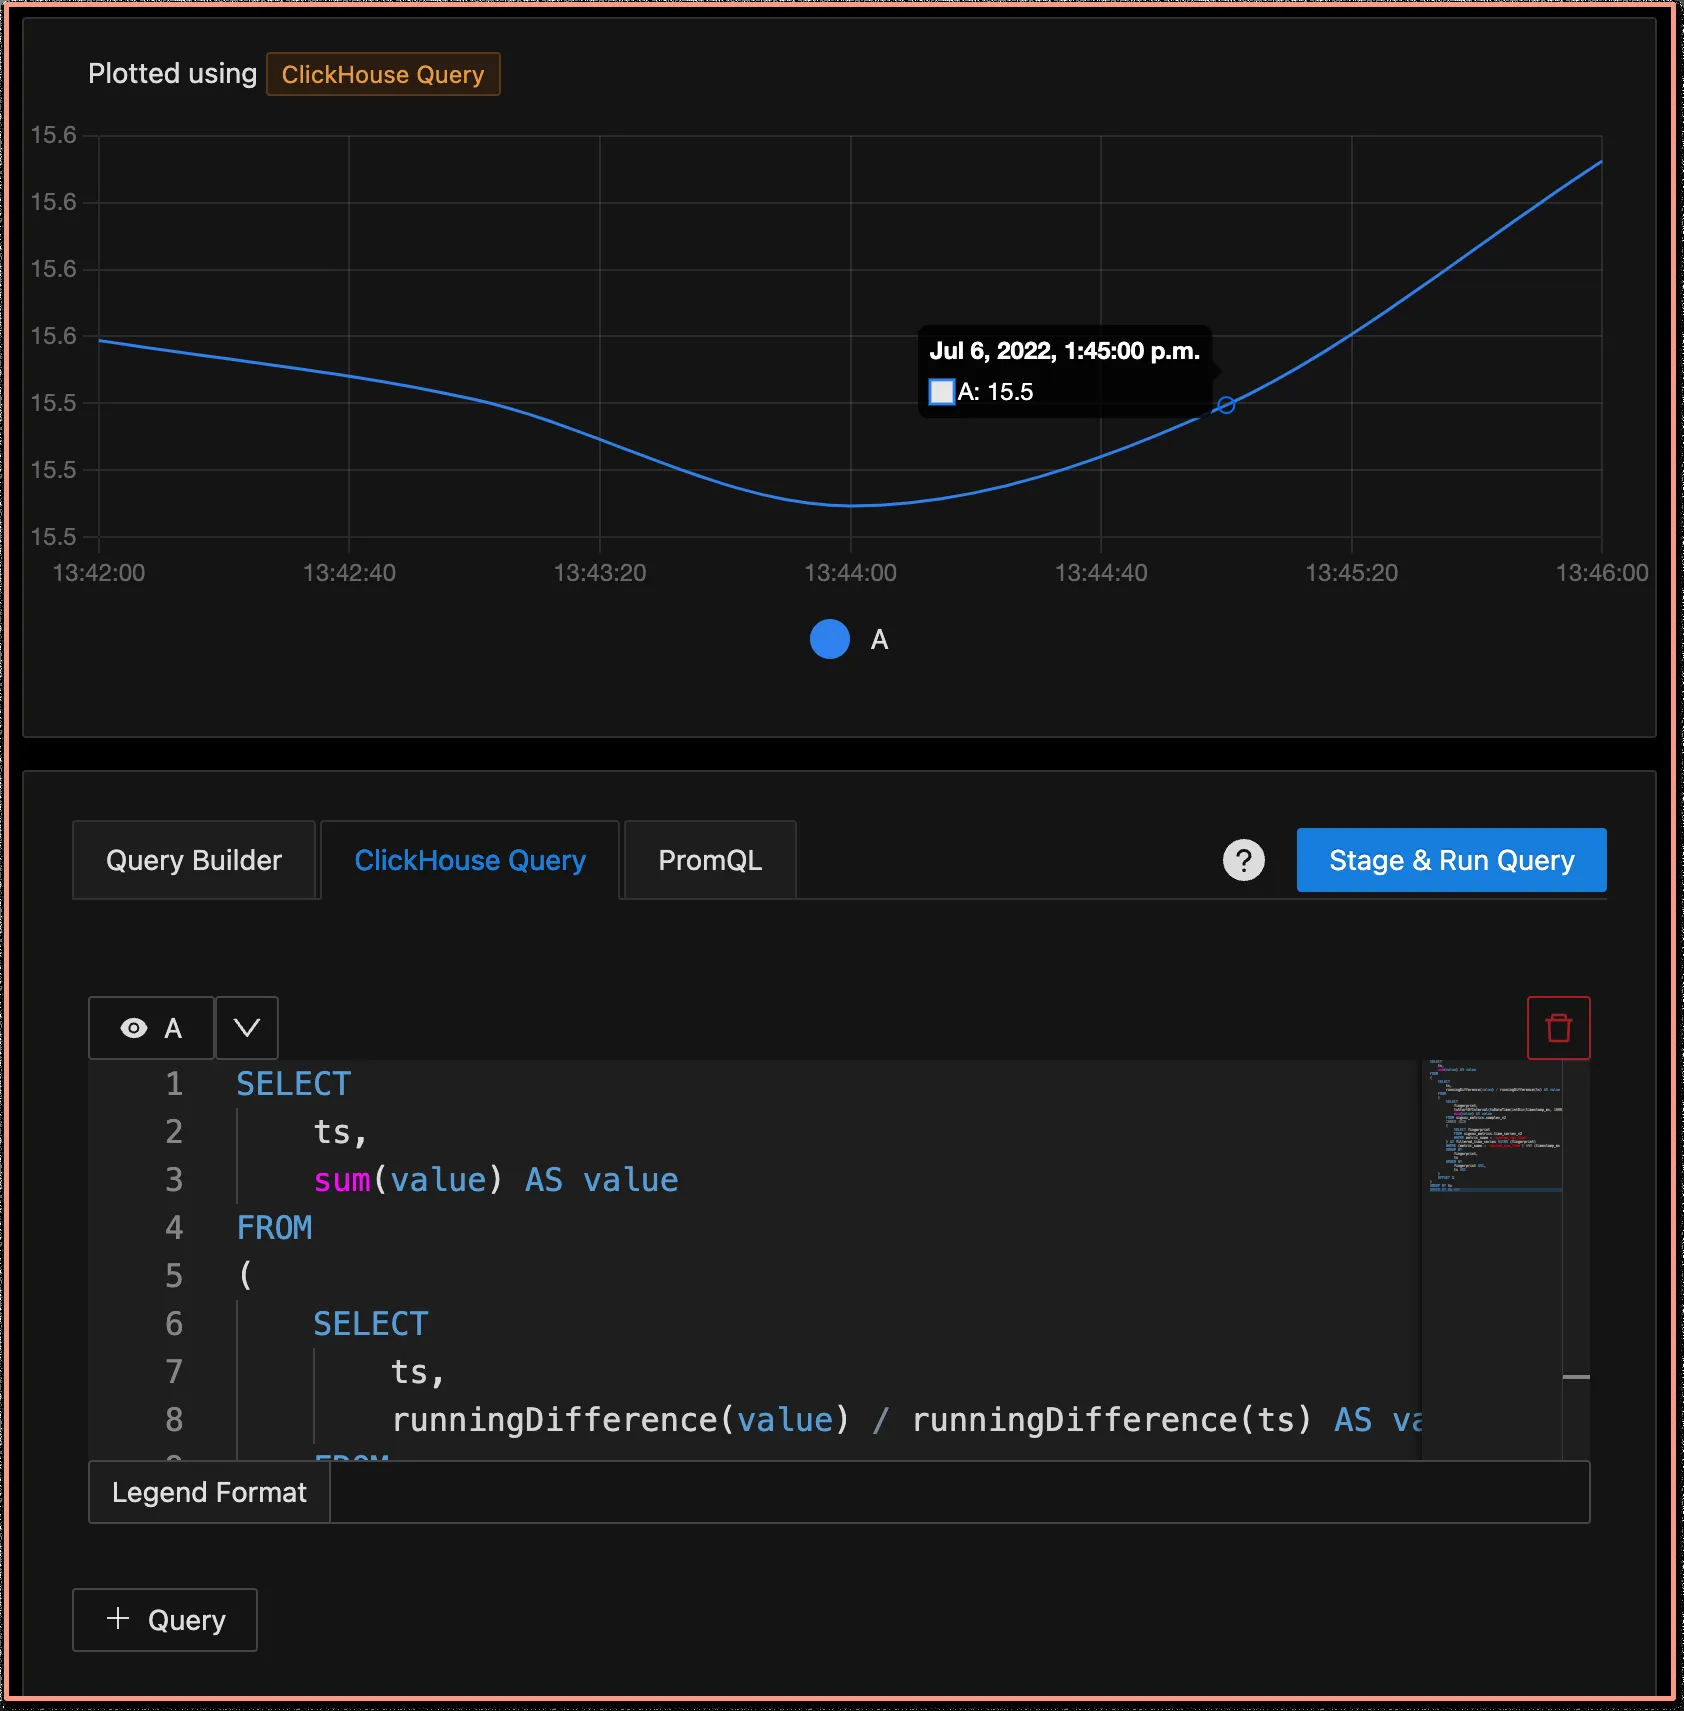 Plotted using ClickHouse Query
15.6
15.6
15.6
15.6
15.5
15.5
15.5
Jul 6, 2022, 1:45:00 p.m.
A: 15.5
13:42:00 13:42:40 13:43:20 13:44:00 13:44:40 13:45:20 13:46:00
A
Query Builder ClickHouse Query PromQL ? Stage & Run Query
A
1 SELECT
2 ts,
3 sum(value) AS value
4 FROM
5 (
6 SELECT
7 ts,
8 runningDifference(value) / runningDifference(ts) AS va
9 FROM
Legend Format
+ Query